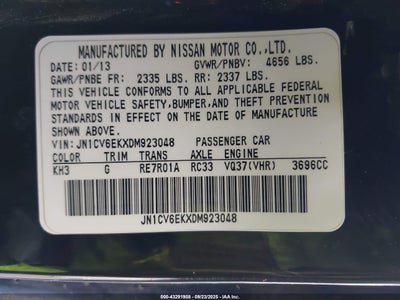 MANUFACTURED BY NISSAN MOTOR CO.,LTD.
DATE: 01/13 GVWR/PNBV: 4656 LBS.
GAWR/PNBE FR: 2335 LBS. RR: 2337 LBS.
THIS VEHICLE CONFORMS TO ALL APPLICABLE FEDERAL
MOTOR VEHICLE SAFETY,BUMPER,AND THEFT PREVENTION
STANDARDS IN EFFECT ON THE DATE OF MANUFACTURE
SHOWN ABOVE.
VIN: JN1CV6EKXDM923048 PASSENGER CAR
COLOR TRIM TRANS AXLE ENGINE
KH3 G RE7R01A RC33 VQ37(VHR) 3696CC
JN1CV6EKXDM923048
000-43291908 - 09/23/2025 - IAA